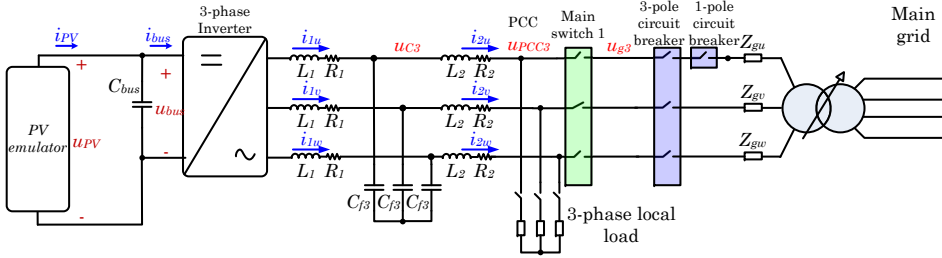 3-phase
Inverter
PCC
Main
switch 1
3-pole
circuit
breaker
1-pole
circuit
breaker
Main
grid
iPV
ibus
i1u
uC3
i2u
uPCC3
ug3
Zgu
+
+
Cbus
L1 R1
L2 R2
i1v
i2v
Zgv
PV
emulator
uPV
ubus
L1 R1
L2 R2
i1w
i2w
Zgw
-
-
L1 R1
L2 R2
Cf3 Cf3 Cf3
3-phase local
load